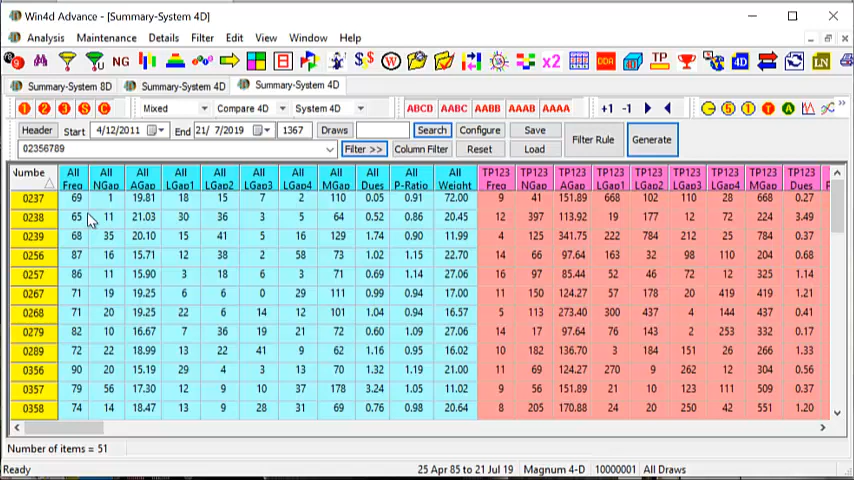 Win4d Advance - [Summary-System 4D]
Analysis Maintenance Details Filter Edit View Window Help
NG $$ W x2 DDR 4D TP 4D LN
Summary-System 8D Summary-System 4D Summary-System 4D
1 2 3 S C Mixed Compare 4D System 4D ABCD AABC AABB AAAB AAAA +1 -1 5 1 T A
Header Start 4/12/2011 End 21/ 7/2019 1367 Draws Search Configure Save Filter Rule Generate
02356789 Filter >> Column Filter Reset Load
Numbe All Freq All NGap All AGap All LGap1 All LGap2 All LGap3 All LGap4 All MGap All Dues All P-Ratio All Weight TP123 Freq TP123 NGap TP123 AGap TP123 LGap1 TP123 LGap2 TP123 LGap3 TP123 LGap4 TP123 MGap TP123 Dues
0237 69 1 19.81 18 15 7 2 110 0.05 0.91 72.00 9 41 151.89 668 102 110 28 668 0.27
0238 65 11 21.03 30 36 3 5 64 0.52 0.86 20.45 12 397 113.92 19 177 12 72 224 3.49
0239 68 35 20.10 15 41 5 16 129 1.74 0.90 11.99 4 125 341.75 222 784 212 25 784 0.37
0256 87 16 15.71 12 38 2 58 73 1.02 1.15 22.70 14 66 97.64 163 32 98 110 204 0.68
0257 86 11 15.90 3 18 6 3 71 0.69 1.14 27.06 16 97 85.44 52 46 72 12 325 1.14
0267 71 19 19.25 6 6 0 29 111 0.99 0.94 17.00 11 150 124.27 57 178 20 419 419 1.21
0268 71 20 19.25 22 6 14 12 101 1.04 0.94 16.57 5 113 273.40 300 437 4 144 437 0.41
0279 82 10 16.67 7 36 19 21 72 0.60 1.09 27.06 14 17 97.64 76 143 2 253 332 0.17
0289 72 22 18.99 13 22 41 9 62 1.16 0.95 16.02 10 182 136.70 3 184 151 26 266 1.33
0356 90 20 15.19 29 4 3 13 70 1.32 1.19 21.00 11 69 124.27 270 9 262 12 304 0.56
0357 79 56 17.30 12 9 10 37 178 3.24 1.05 11.02 9 56 151.89 21 10 123 111 509 0.37
0358 74 14 18.47 13 9 28 31 69 0.76 0.98 20.64 8 205 170.88 24 20 250 42 551 1.20
Number of items = 51
Ready 25 Apr 85 to 21 Jul 19 Magnum 4-D 10000001 All Draws